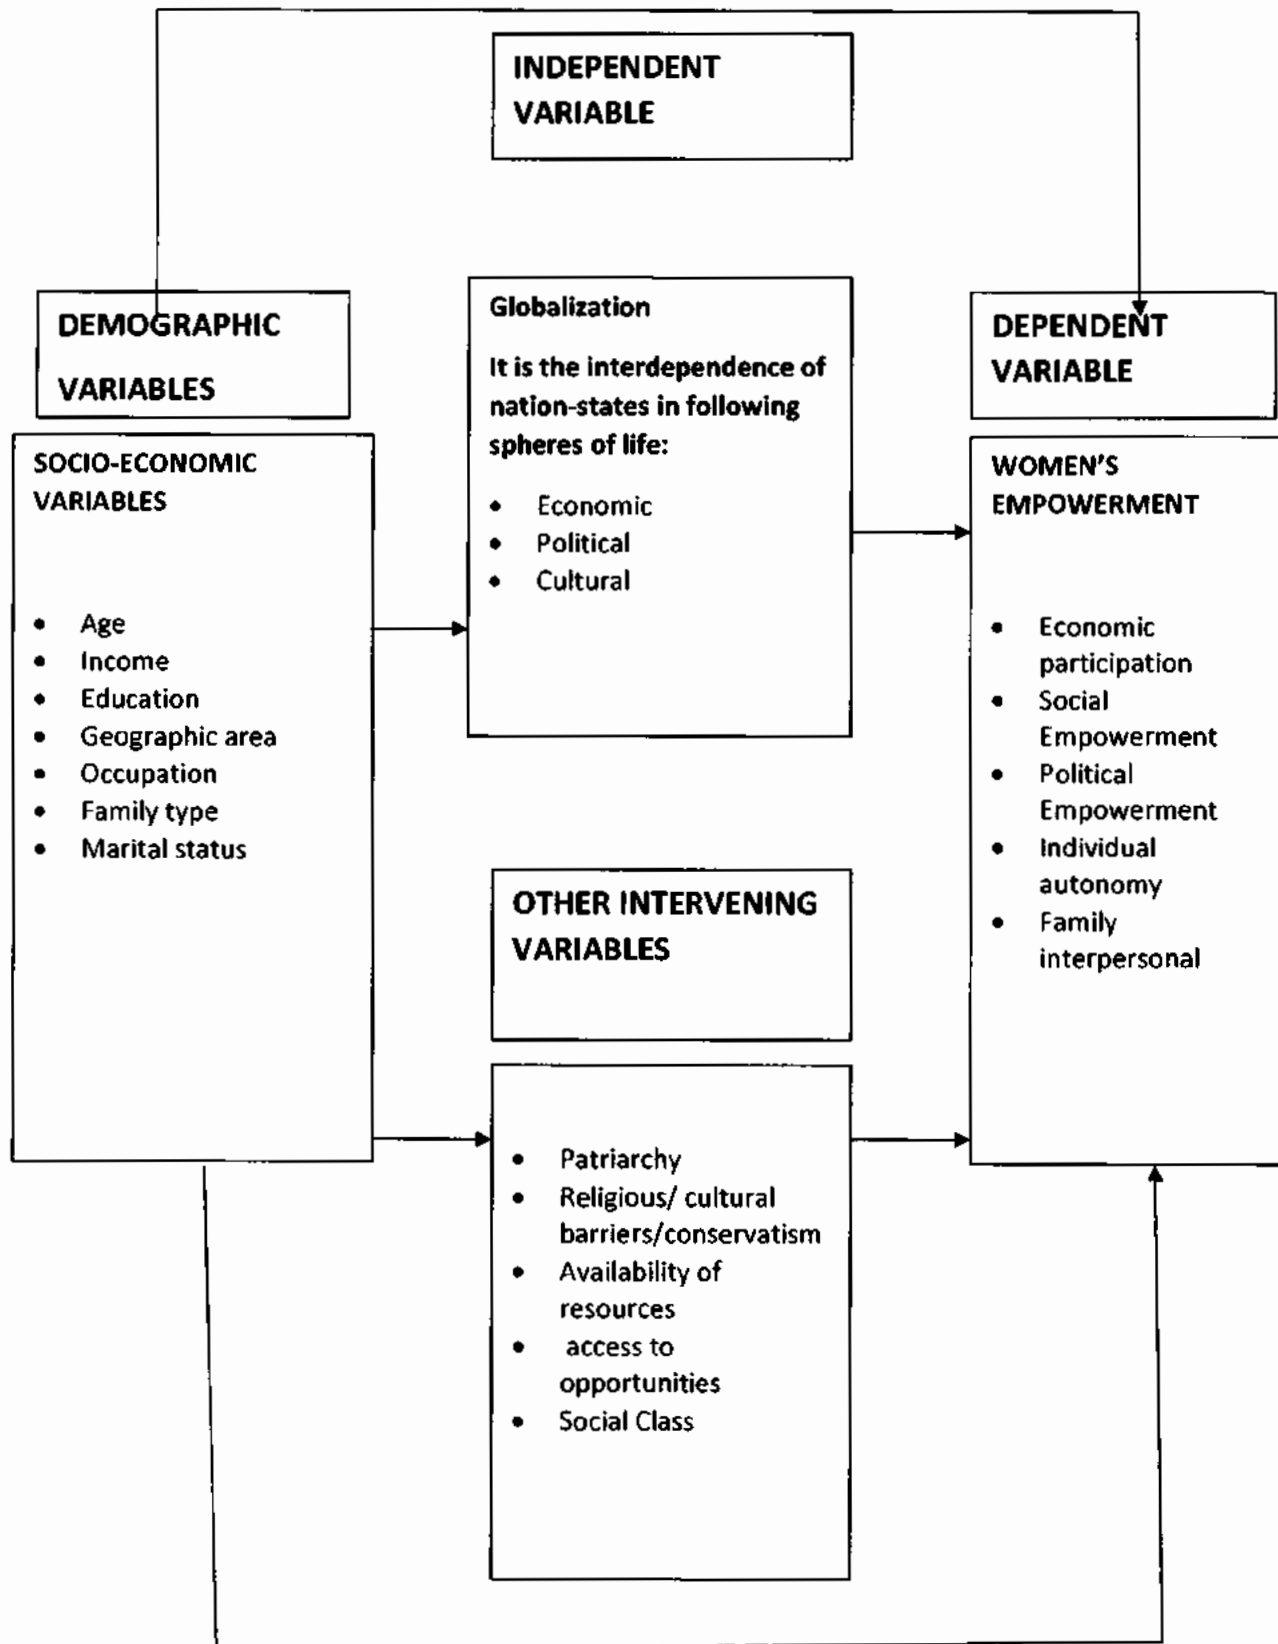 INDEPENDENT
VARIABLE
DEMOGRAPHIC
VARIABLES
SOCIO-ECONOMIC
VARIABLES
• Age
• Income
• Education
• Geographic area
• Occupation
• Family type
• Marital status
Globalization
It is the interdependence of
nation-states in following
spheres of life:
• Economic
• Political
• Cultural
OTHER INTERVENING
VARIABLES
• Patriarchy
• Religious/ cultural
barriers/conservatism
• Availability of
resources
• access to
opportunities
• Social Class
DEPENDENT
VARIABLE
WOMEN'S
EMPOWERMENT
• Economic
participation
• Social
Empowerment
• Political
Empowerment
• Individual
autonomy
• Family
interpersonal